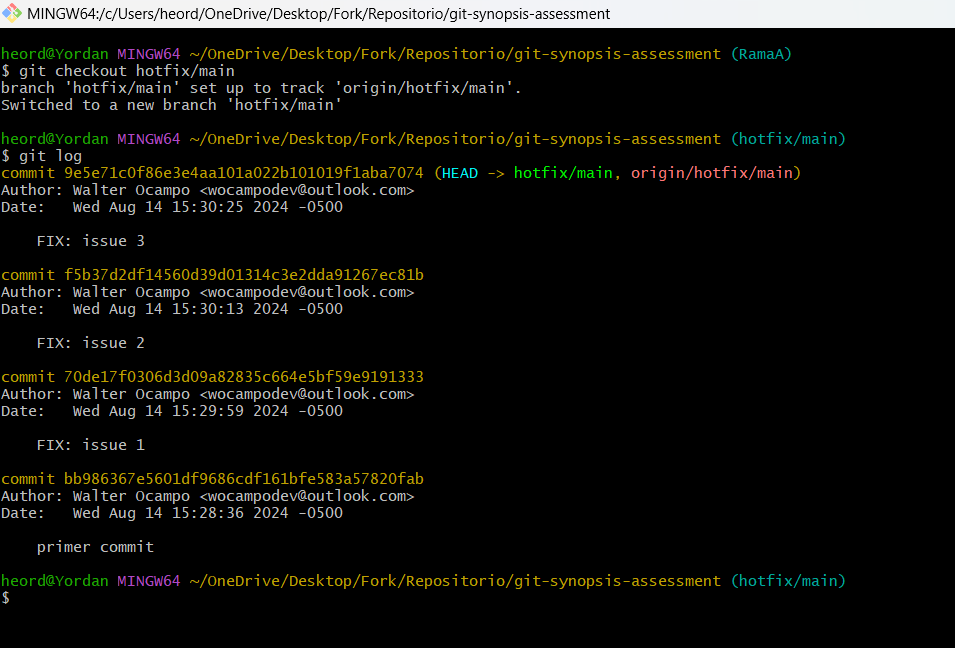 MINGW64:/c/Users/heord/OneDrive/Desktop/Fork/Repositorio/git-synopsis-assessment
heord@Yordan MINGW64 ~/OneDrive/Desktop/Fork/Repositorio/git-synopsis-assessment (RamaA)
$ git checkout hotfix/main
branch 'hotfix/main' set up to track 'origin/hotfix/main'.
Switched to a new branch 'hotfix/main'
heord@Yordan MINGW64 ~/OneDrive/Desktop/Fork/Repositorio/git-synopsis-assessment (hotfix/main)
$ git log
commit 9e5e71c0f86e3e4aa101a022b101019f1aba7074 (HEAD -> hotfix/main, origin/hotfix/main)
Author: Walter Ocampo <wocampodev@outlook.com>
Date:   Wed Aug 14 15:30:25 2024 -0500
FIX: issue 3
commit f5b37d2df14560d39d01314c3e2dda91267ec81b
Author: Walter Ocampo <wocampodev@outlook.com>
Date:   Wed Aug 14 15:30:13 2024 -0500
FIX: issue 2
commit 70de17f0306d3d09a82835c664e5bf59e9191333
Author: Walter Ocampo <wocampodev@outlook.com>
Date:   Wed Aug 14 15:29:59 2024 -0500
FIX: issue 1
commit bb986367e5601df9686cdf161bfe583a57820fab
Author: Walter Ocampo <wocampodev@outlook.com>
Date:   Wed Aug 14 15:28:36 2024 -0500
primer commit
heord@Yordan MINGW64 ~/OneDrive/Desktop/Fork/Repositorio/git-synopsis-assessment (hotfix/main)
$